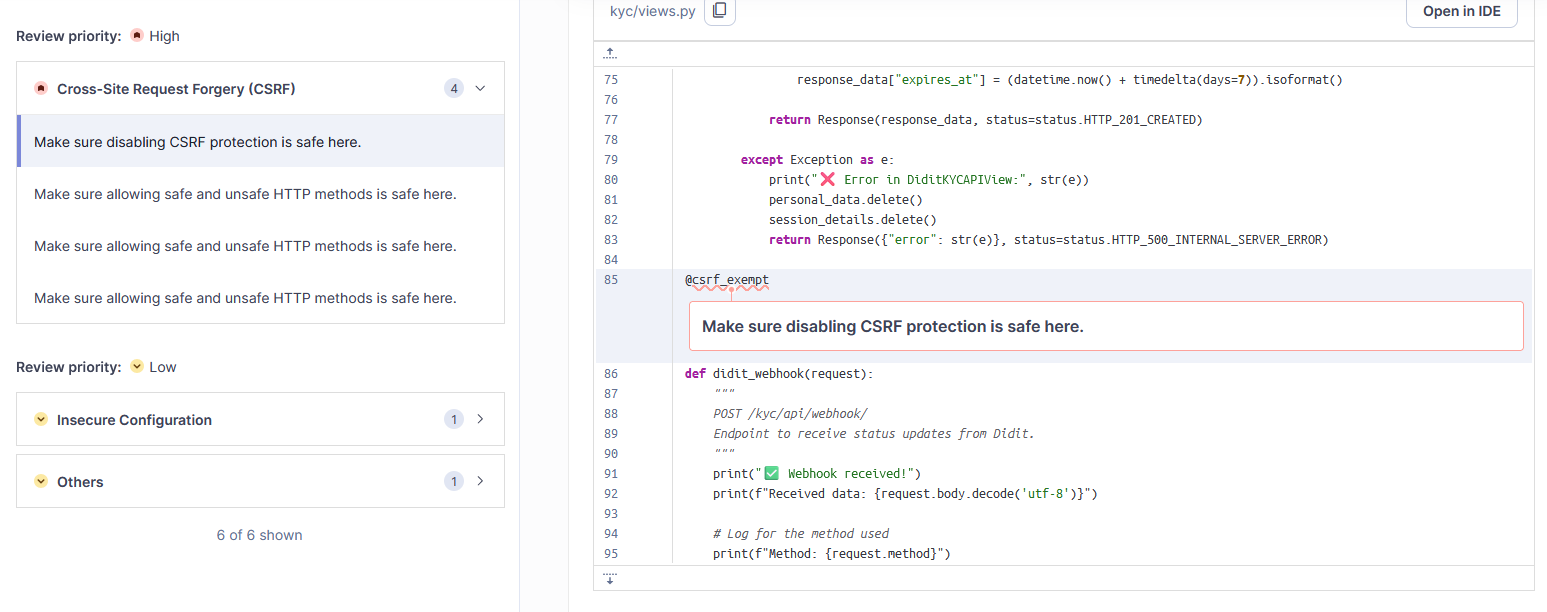 Review priority: High
Cross-Site Request Forgery (CSRF) 4
Make sure disabling CSRF protection is safe here.
Make sure allowing safe and unsafe HTTP methods is safe here.
Make sure allowing safe and unsafe HTTP methods is safe here.
Make sure allowing safe and unsafe HTTP methods is safe here.
Review priority: Low
Insecure Configuration 1
Others 1
6 of 6 shown
kyc/views.py
Open in IDE
75 response_data["expires_at"] = (datetime.now() + timedelta(days=7)).isoformat()
76
77 return Response(response_data, status=status.HTTP_201_CREATED)
78
79 except Exception as e:
80 print("❌ Error in DiditKYCAPIView:", str(e))
81 personal_data.delete()
82 session_details.delete()
83 return Response({"error": str(e)}, status=status.HTTP_500_INTERNAL_SERVER_ERROR)
84
85 @csrf_exempt
Make sure disabling CSRF protection is safe here.
86 def didit_webhook(request):
87 """
88 POST /kyc/api/webhook/
89 Endpoint to receive status updates from Didit.
90 """
91 print("✅ Webhook received!")
92 print(f"Received data: {request.body.decode('utf-8')}")
93
94 # Log for the method used
95 print(f"Method: {request.method}")